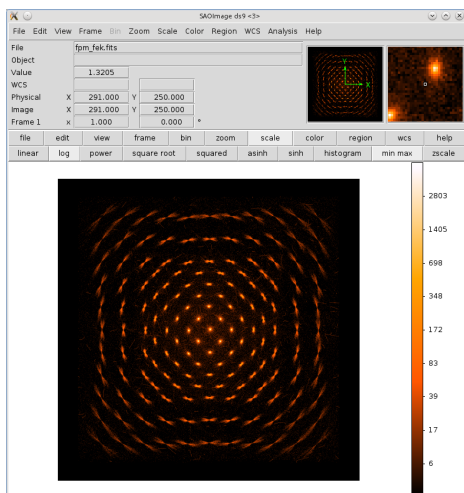 SAOImage ds9 <3>
File Edit View Frame Bin Zoom Scale Color Region WCS Analysis Help
File fpm_fek.fits
Object
Value 1.3205
WCS
Physical X 291.000 Y 250.000
Image X 291.000 Y 250.000
Frame 1 x 1.000 0.000 °
Y
X
file edit view frame bin zoom scale color region wcs help
linear log power square root squared asinh sinh histogram min max zscale
2803
1405
698
348
172
83
39
17
6